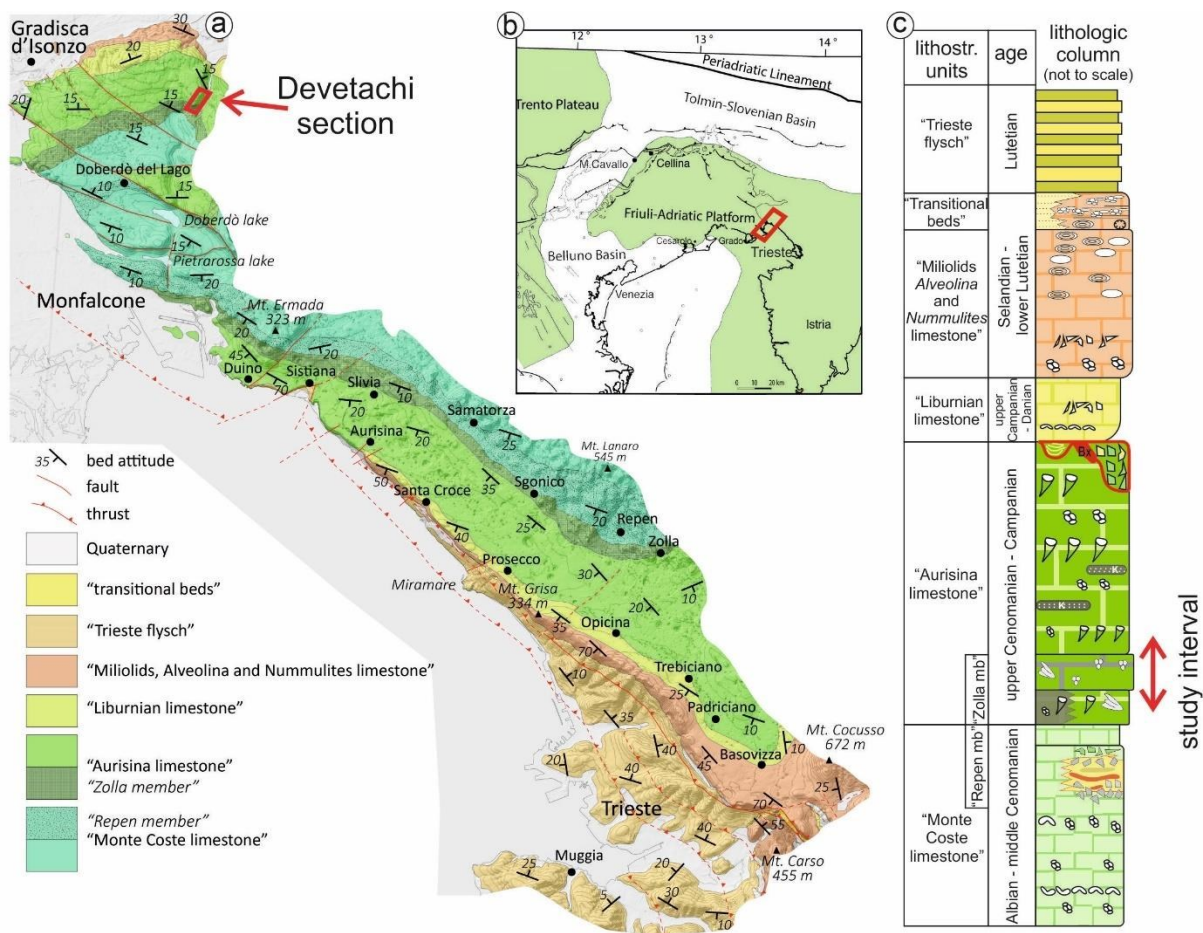 a
Gradisca
d'Isonzo
30
20
15
Devetachi
section
20
15
15
15
Doberdò del Lago
10
15
Doberdò lake
10
15
Pietrarossa lake
10
20
Monfalcone
Mt. Ermada
323 m
20
20
45
Duino
Sistiana
70
Slivia
10
20
Samatorza
25
Aurisina
20
Mt. Lanaro
545 m
50
Santa Croce
35
Sgonico
20
Repen
25
Zolla
40
Prosecco
30
10
Miramare
Mt. Grisa
334 m
20
35
Opicina
70
10
Trebiciano
25
Padriciano
10
Mt. Cocusso
672 m
35
10
Basovizza
45
25
40
20
40
Trieste
70
55
40
Mt. Carso
455 m
Muggia
25
20
5
30
10
35 bed attitude
fault
thrust
Quaternary
"transitional beds"
"Trieste flysch"
"Miliolids, Alveolina and Nummulites limestone"
"Liburnian limestone"
"Aurisina limestone"
"Zolla member"
"Repen member"
"Monte Coste limestone"
b
12°
13°
14°
Periadriatic Lineament
Trento Plateau
Tolmin-Slovenian Basin
M.Cavallo
Cellina
Friuli-Adriatic Platform
Cesarolo
Grado
Trieste
Belluno Basin
Venezia
Istria
0 10 20 km
c
lithostr.
units
age
lithologic
column
(not to scale)
"Trieste
flysch"
Lutetian
"Transitional
beds"
"Miliolids
Alveolina
and
Nummulites
limestone"
Selandian -
lower Lutetian
"Liburnian
limestone"
upper
Campanian
- Danian
"Aurisina
limestone"
upper Cenomanian - Campanian
Bx
K
K
"Zolla mb"
study interval
"Repen mb"
"Monte
Coste
limestone"
Albian - middle Cenomanian